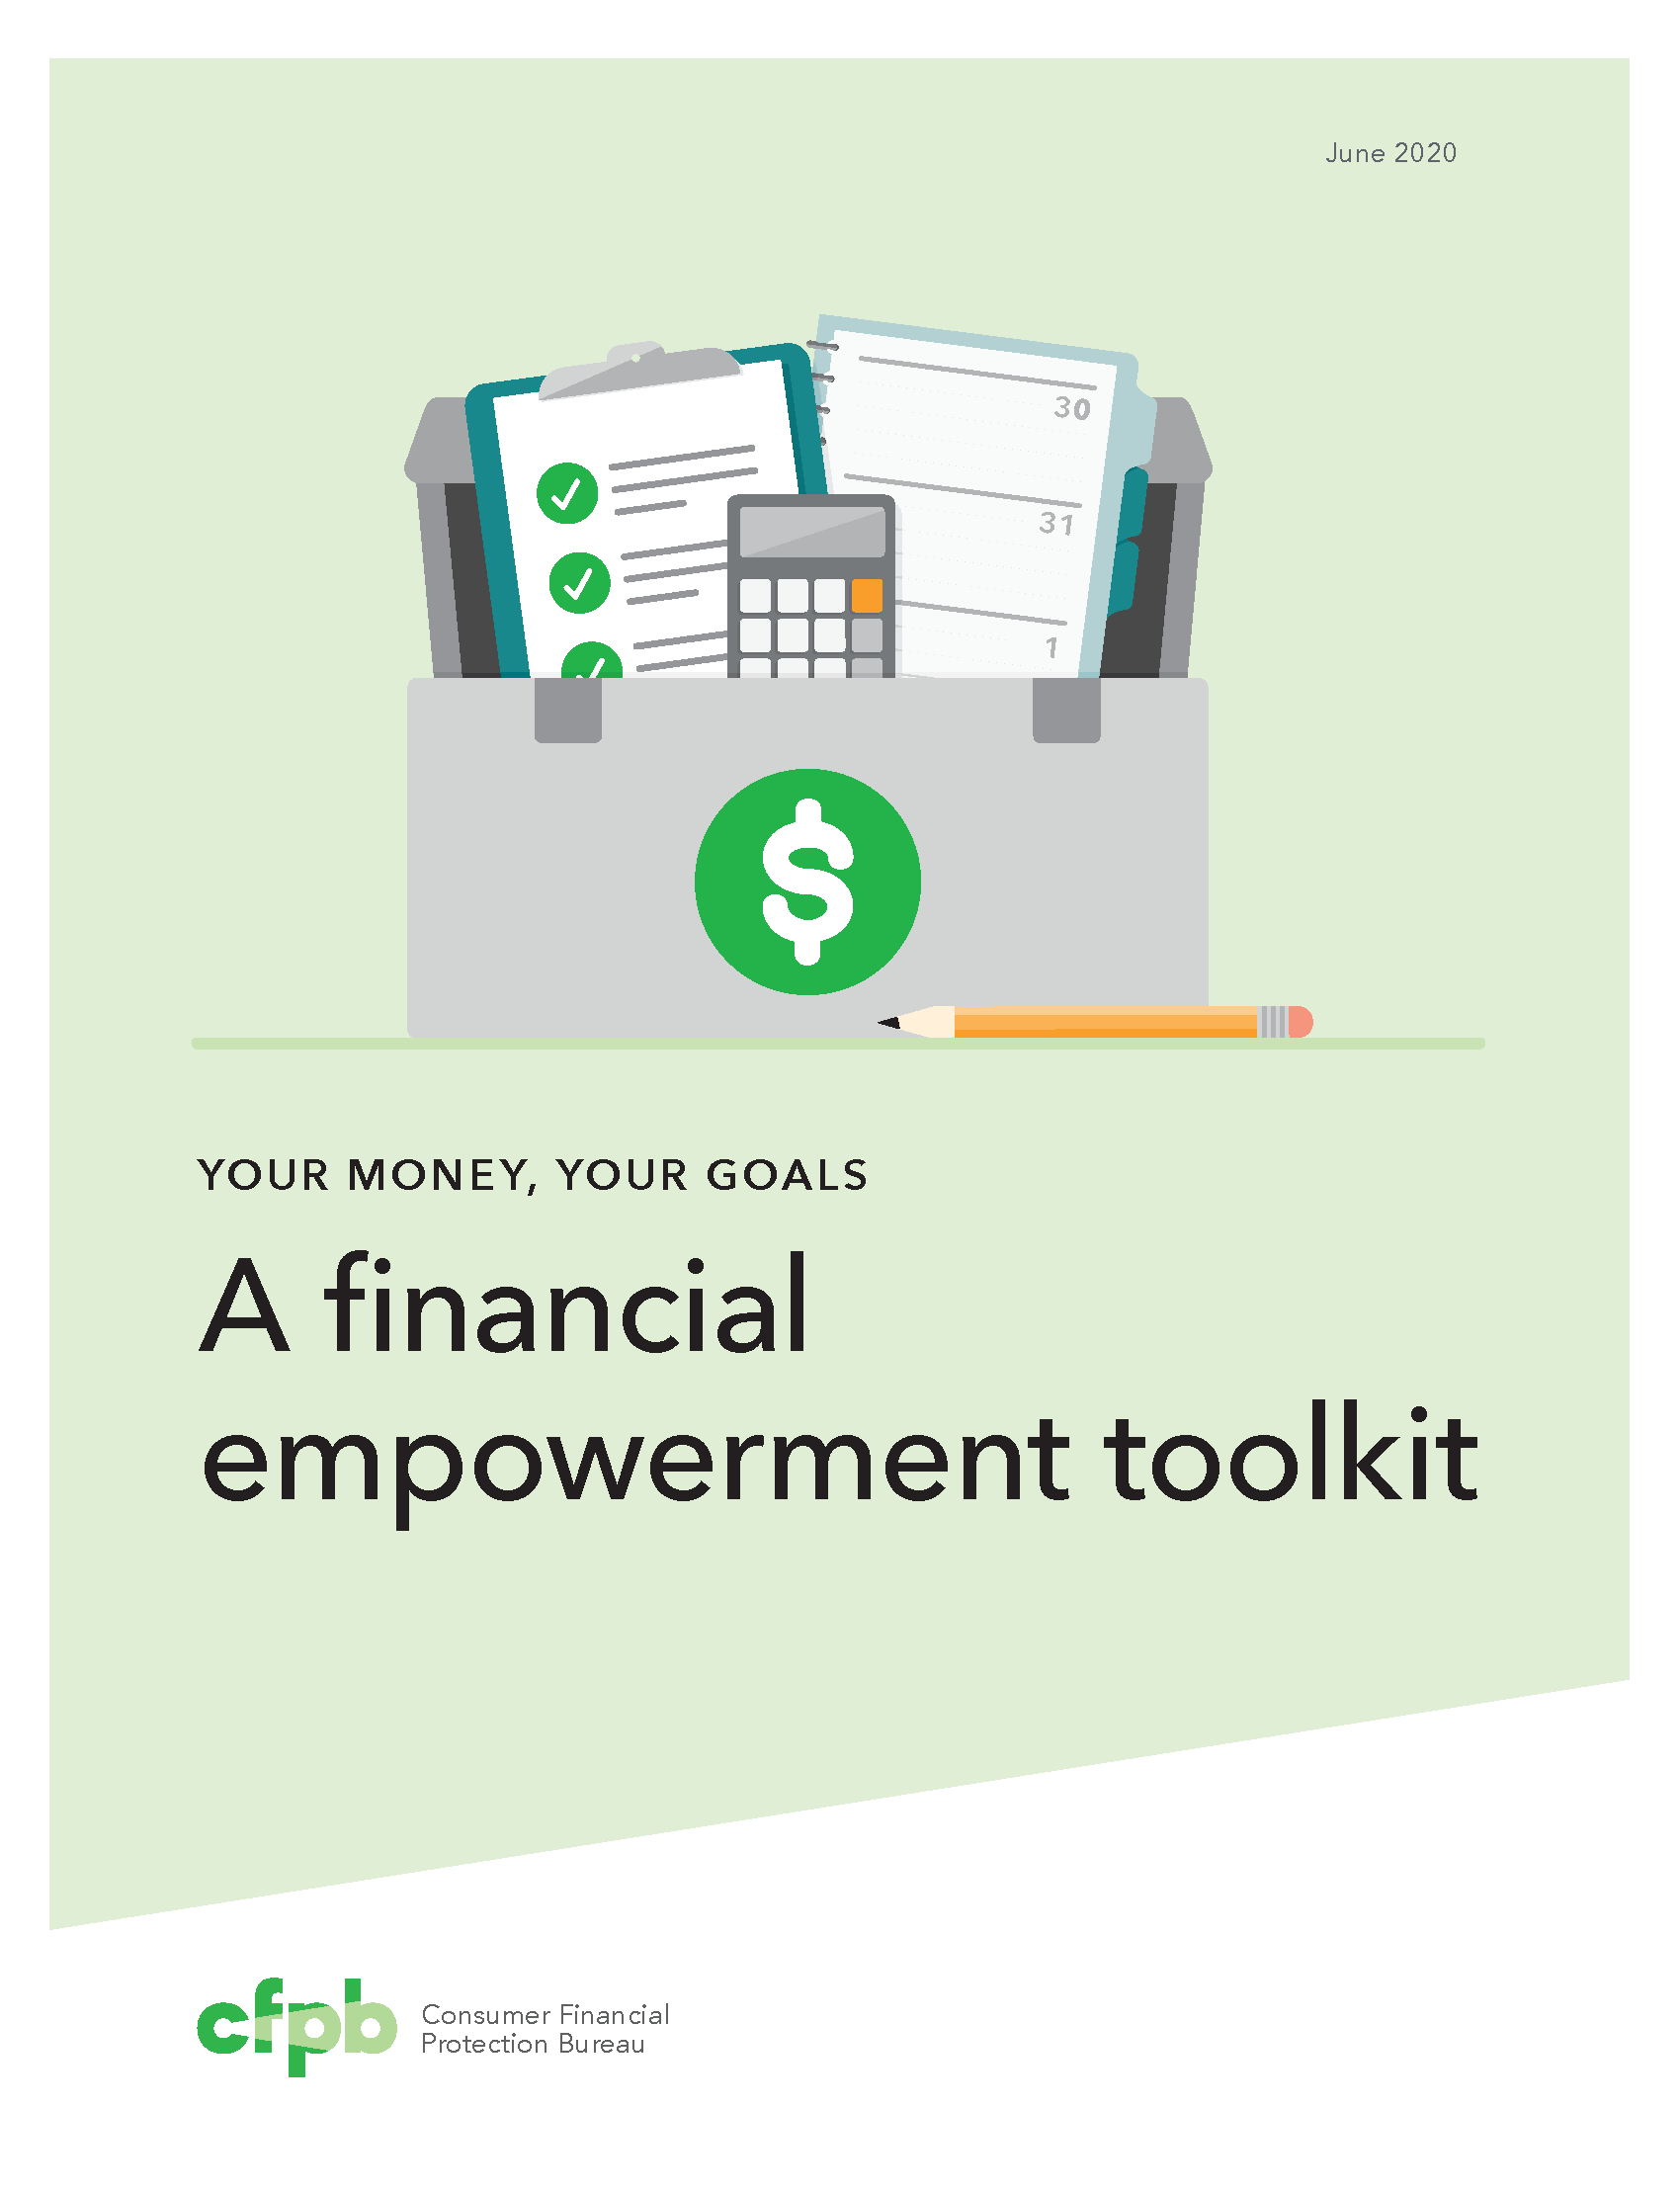 June 2020
30
31
1
$
YOUR MONEY, YOUR GOALS
A financial
empowerment toolkit
cfpb
Consumer Financial
Protection Bureau